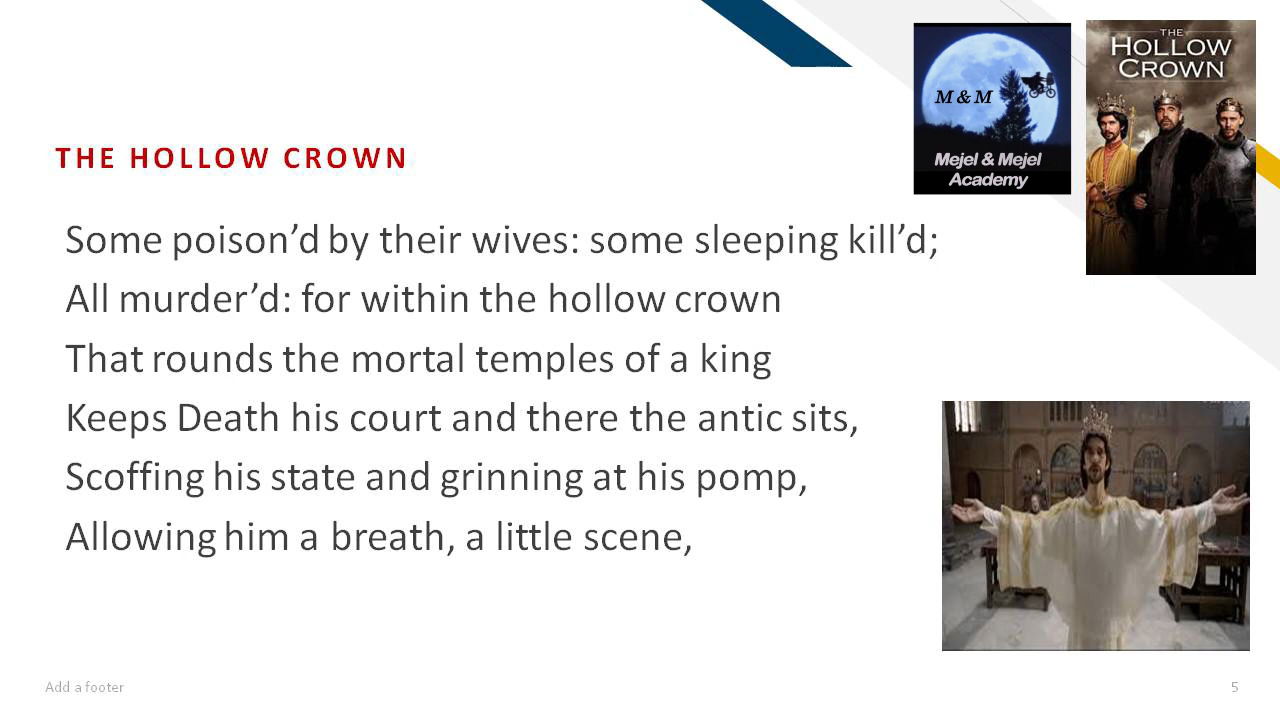 THE
HOLLOW
CROWN
M & M
Mejel & Mejel
Academy
THE HOLLOW CROWN
Some poison’d by their wives: some sleeping kill’d;
All murder’d: for within the hollow crown
That rounds the mortal temples of a king
Keeps Death his court and there the antic sits,
Scoffing his state and grinning at his pomp,
Allowing him a breath, a little scene,
Add a footer
5